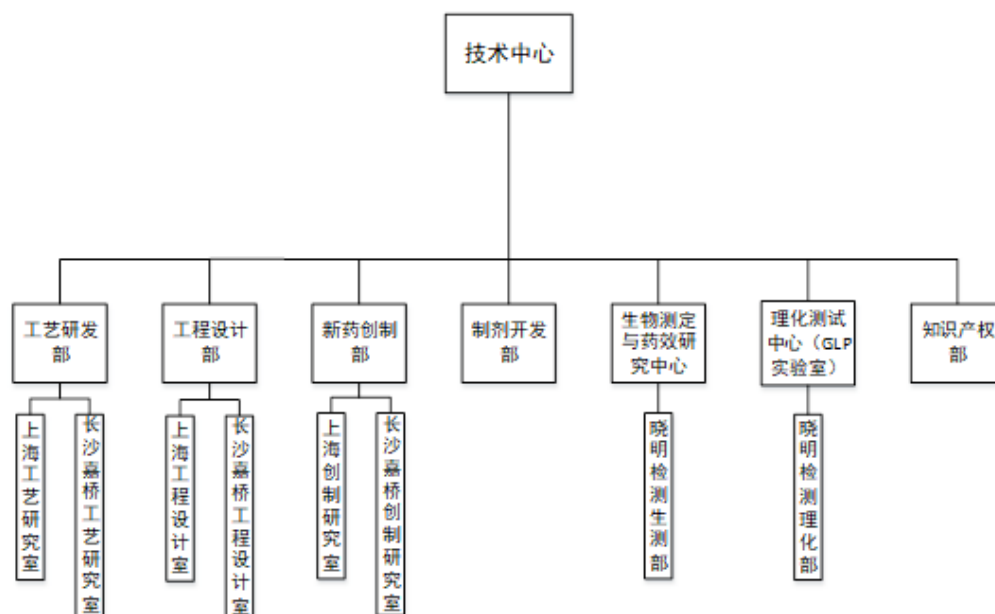 技术中心
工艺研发
部
工程设计
部
新药创制
部
制剂开发
部
生物测定
与药效研
究中心
理化测试
中心（GLP
实验室）
知识产权
部
上海工艺研究室
长沙嘉桥工艺研究室
上海工程设计室
长沙嘉桥工程设计室
上海创制研究室
长沙嘉桥创制研究室
晓明检测生测部
晓明检测理化部